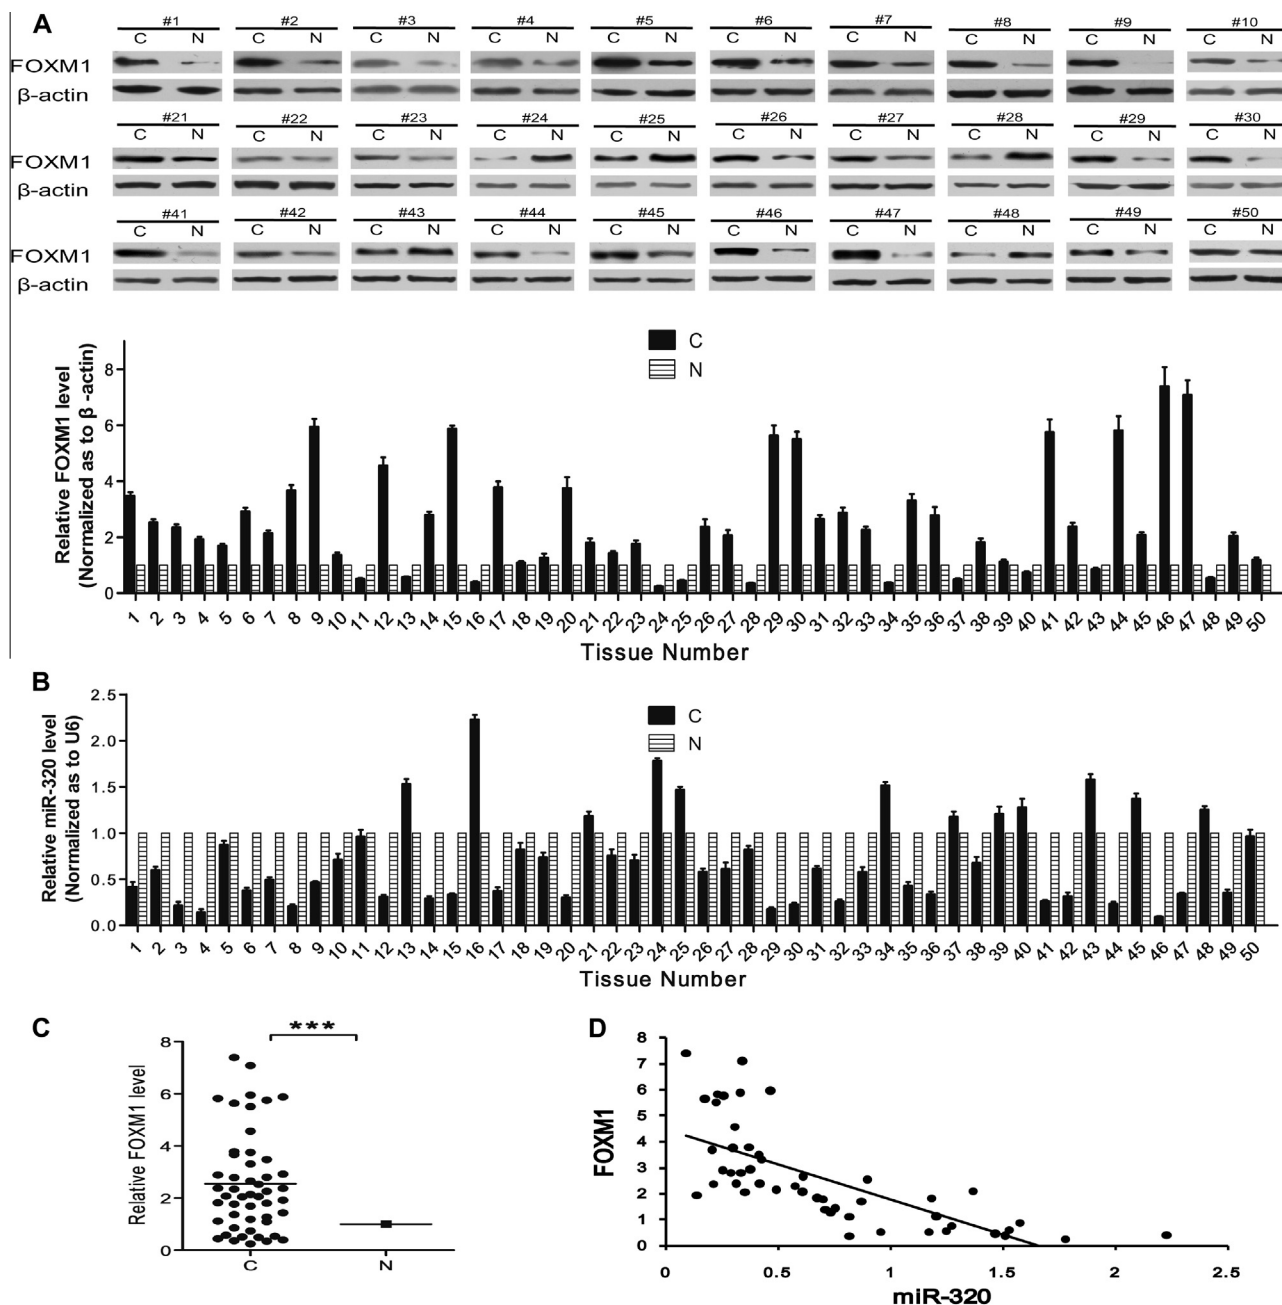 A
#1 #2 #3 #4 #5 #6 #7 #8 #9 #10
C N C N C N C N C N C N C N C N C N C N
FOXM1
β-actin
#21 #22 #23 #24 #25 #26 #27 #28 #29 #30
C N C N C N C N C N C N C N C N C N C N
FOXM1
β-actin
#41 #42 #43 #44 #45 #46 #47 #48 #49 #50
C N C N C N C N C N C N C N C N C N C N
FOXM1
β-actin
Relative FOXM1 level
(Normalized as to β -actin)
8
6
4
2
0
C
N
1 2 3 4 5 6 7 8 9 10 11 12 13 14 15 16 17 18 19 20 21 22 23 24 25 26 27 28 29 30 31 32 33 34 35 36 37 38 39 40 41 42 43 44 45 46 47 48 49 50
Tissue Number
B
Relative miR-320 level
(Normalized as to U6)
2.5
2.0
1.5
1.0
0.5
0.0
C
N
1 2 3 4 5 6 7 8 9 10 11 12 13 14 15 16 17 18 19 20 21 22 23 24 25 26 27 28 29 30 31 32 33 34 35 36 37 38 39 40 41 42 43 44 45 46 47 48 49 50
Tissue Number
C
Relative FOXM1 level
8
6
4
2
0
***
C N
D
FOXM1
8
7
6
5
4
3
2
1
0
0 0.5 1 1.5 2 2.5
miR-320